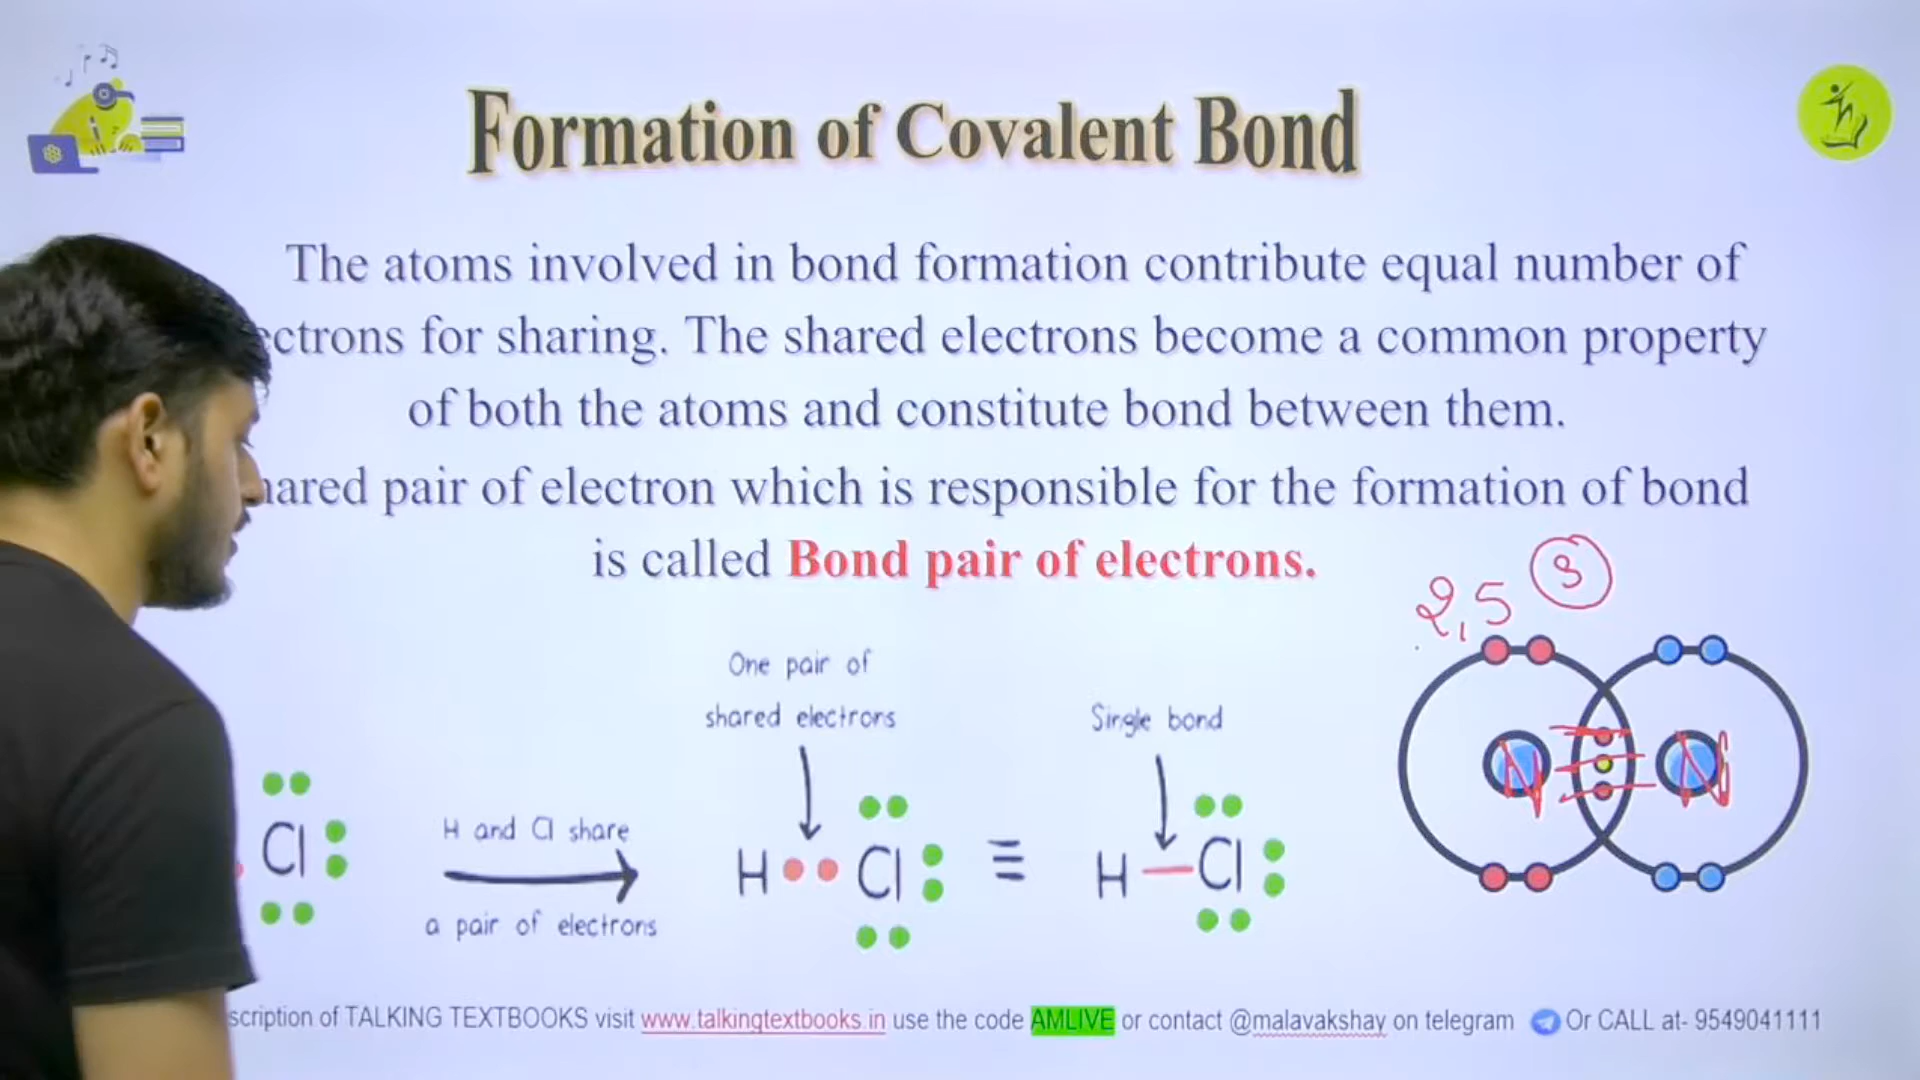 Formation of Covalent Bond
The atoms involved in bond formation contribute equal number of
ctrons for sharing. The shared electrons become a common property
of both the atoms and constitute bond between them.
ared pair of electron which is responsible for the formation of bond
is called Bond pair of electrons.
2,5 3
One pair of
shared electrons
Single bond
N N
Cl
H and Cl share
a pair of electrons
H Cl ≡ H — Cl
scription of TALKING TEXTBOOKS visit www.talkingtextbooks.in use the code AMLIVE or contact @malavakshay on telegram Or CALL at- 9549041111